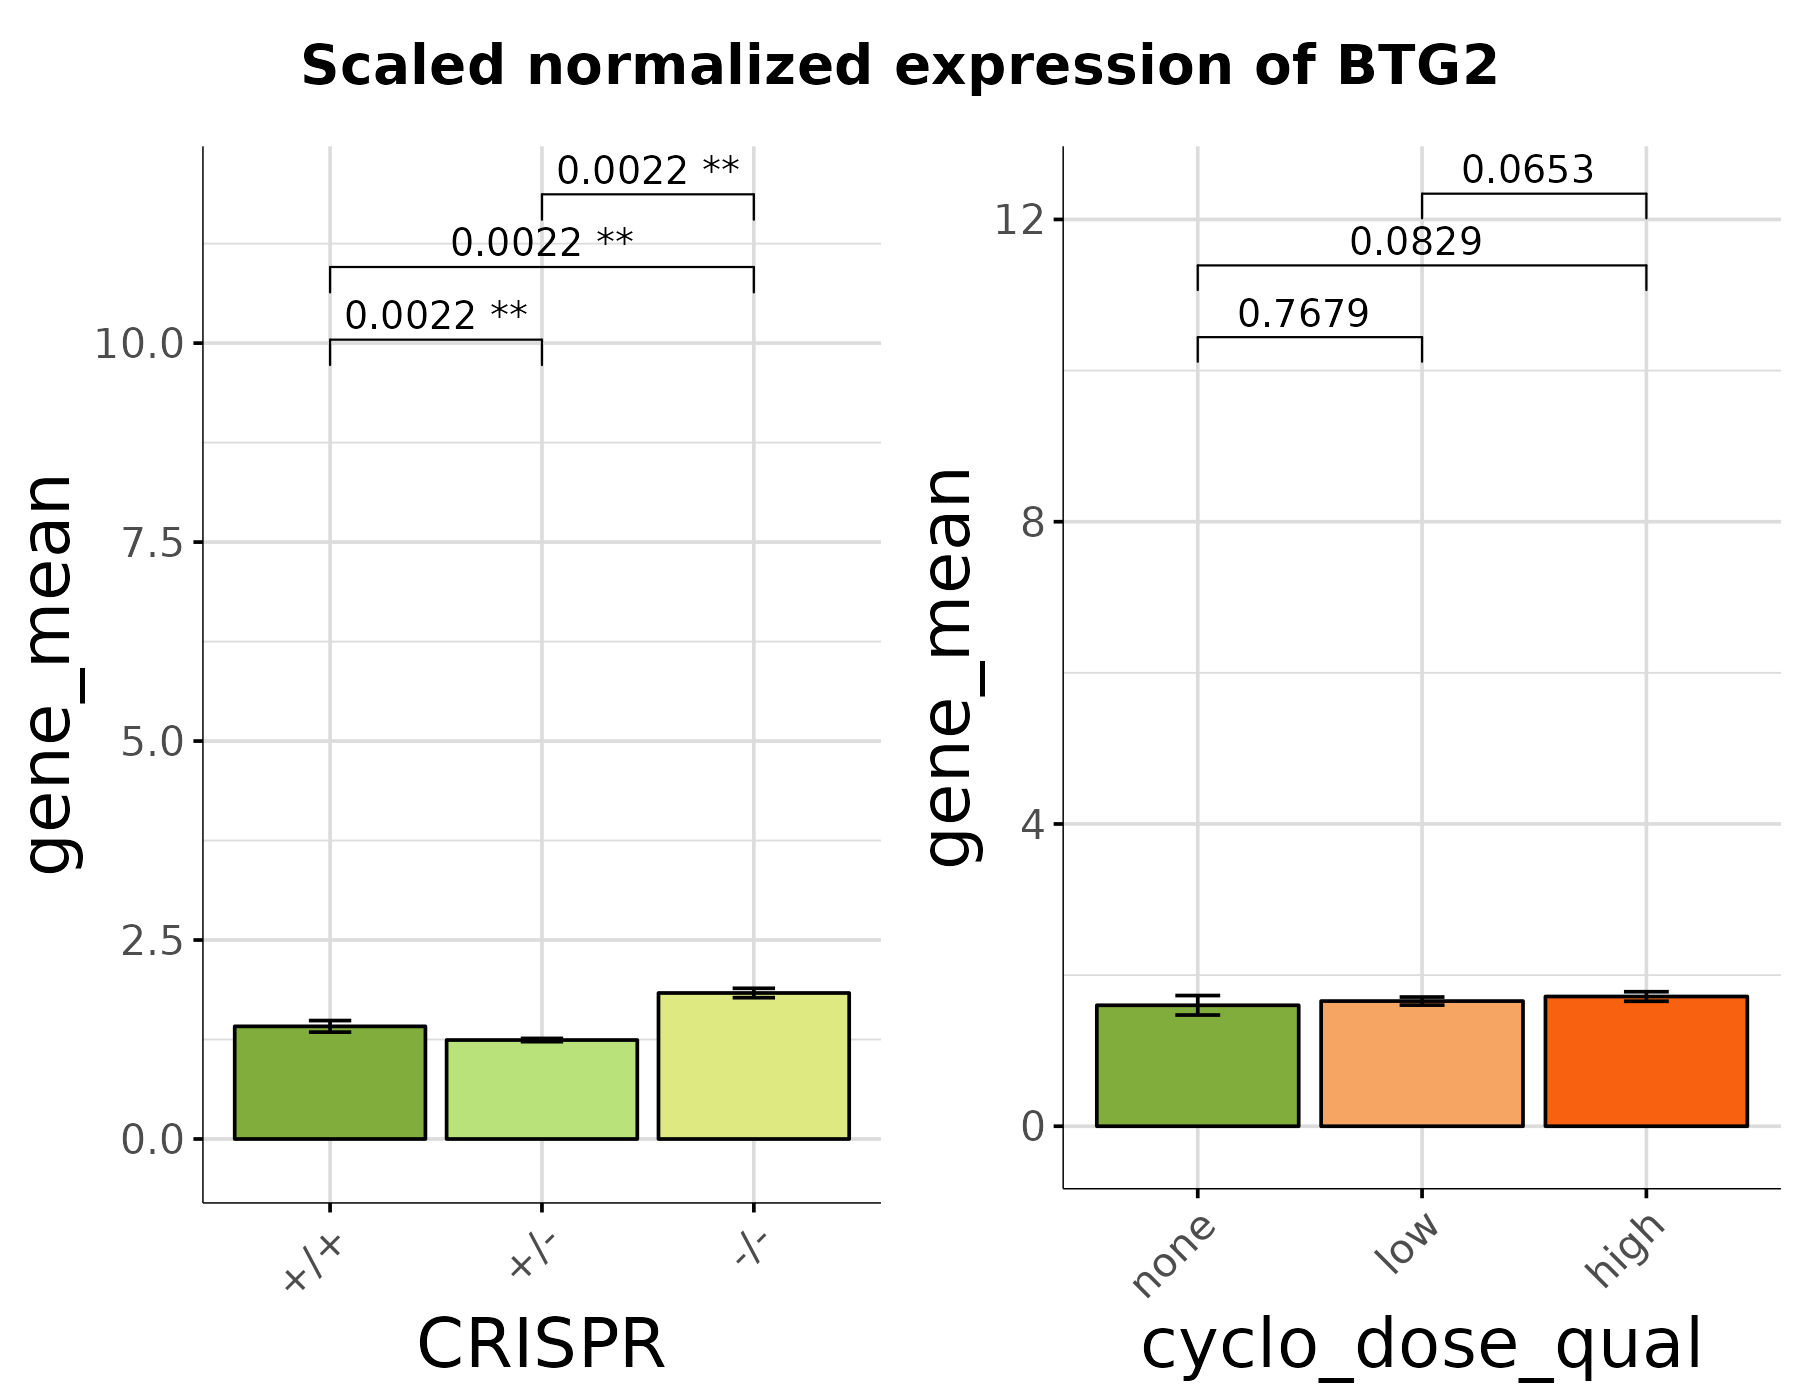 Scaled normalized expression of BTG2
gene_mean
10.0
7.5
5.0
2.5
0.0
0.0022 **
0.0022 **
0.0022 **
+/+
+/-
-/-
CRISPR
gene_mean
12
8
4
0
0.0653
0.0829
0.7679
none
low
high
cyclo_dose_qual